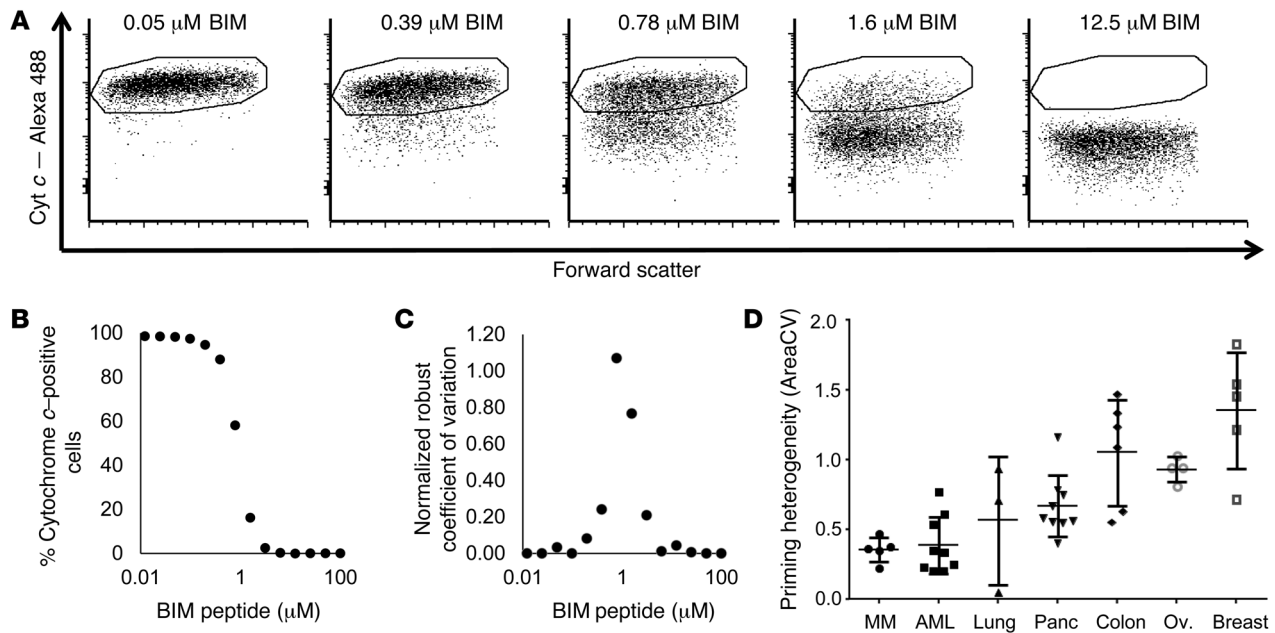 A
0.05 μM BIM
0.39 μM BIM
0.78 μM BIM
1.6 μM BIM
12.5 μM BIM
Cyt c – Alexa 488
Forward scatter
B
% Cytochrome c–positive
cells
100
80
60
40
20
0
0.01
1
100
BIM peptide (μM)
C
Normalized robust
coefficient of variation
1.20
1.00
0.80
0.60
0.40
0.20
0.00
0.01
1
100
BIM peptide (μM)
D
Priming heterogeneity (AreaCV)
2.0
1.5
1.0
0.5
0.0
MM
AML
Lung
Panc
Colon
Ov.
Breast